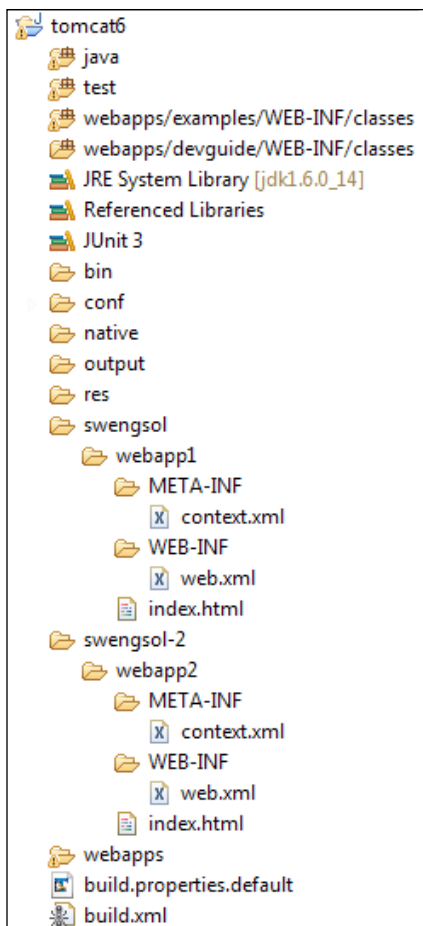 tomcat6
java
test
webapps/examples/WEB-INF/classes
webapps/devguide/WEB-INF/classes
JRE System Library [jdk1.6.0_14]
Referenced Libraries
JUnit 3
bin
conf
native
output
res
swengsol
webapp1
META-INF
context.xml
WEB-INF
web.xml
index.html
swengsol-2
webapp2
META-INF
context.xml
WEB-INF
web.xml
index.html
webapps
build.properties.default
build.xml